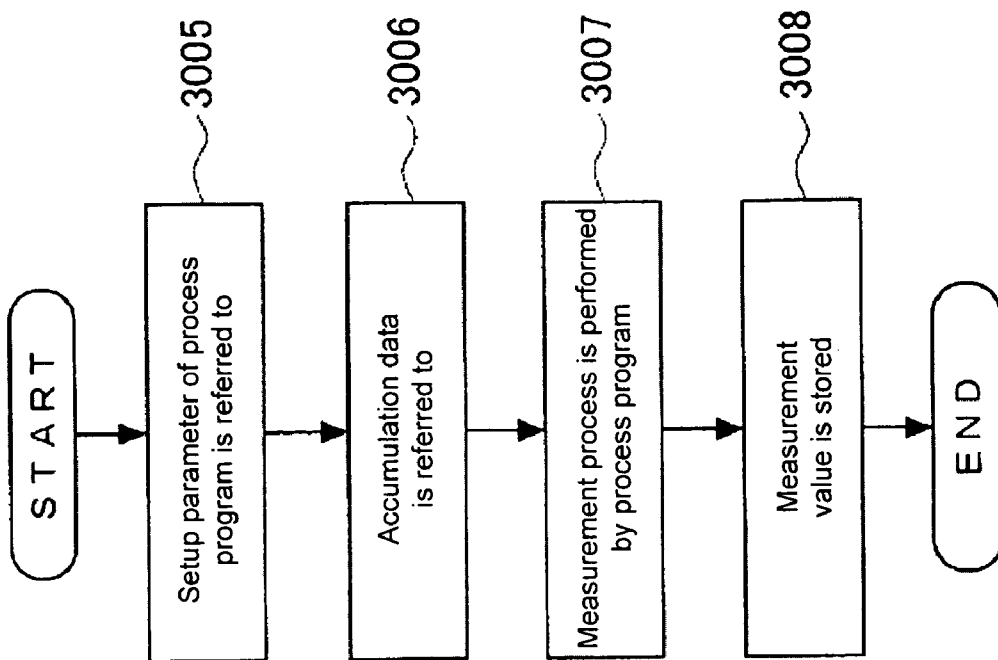 START
Setup parameter of process
program is referred to
3005
Accumulation data
is referred to
3006
Measurement process is performed
by process program
3007
Measurement
value is stored
3008
END